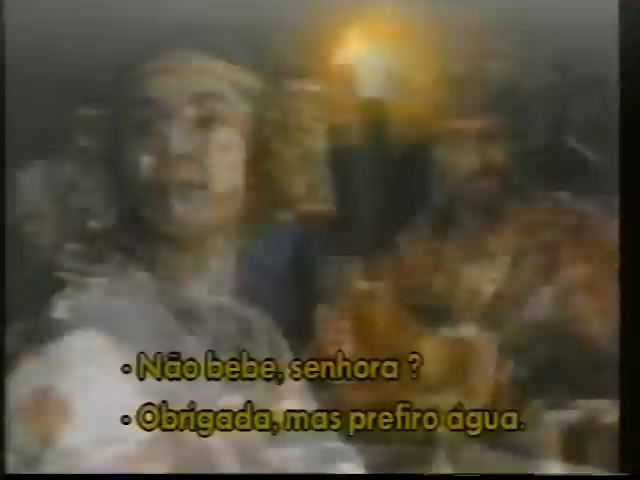 - Não bebe, senhora ?
- Obrigada, mas prefiro água.